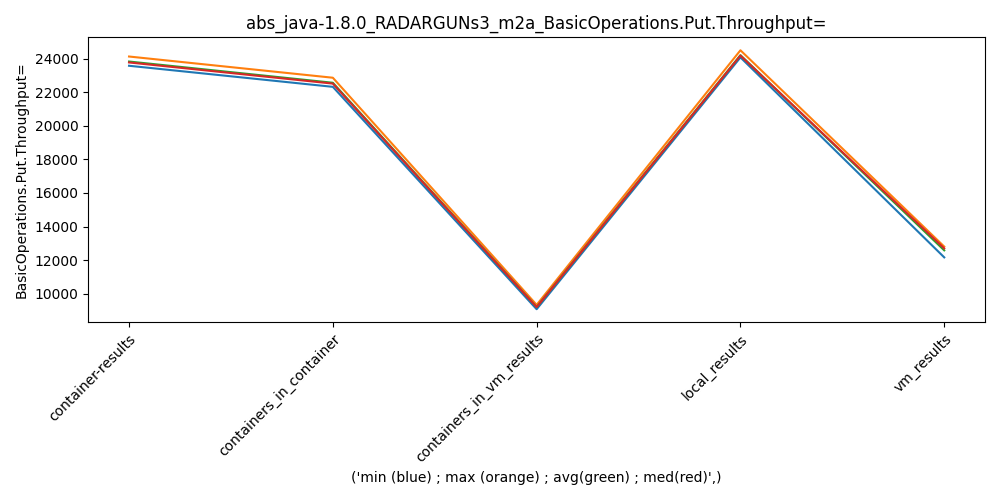 abs_java-1.8.0_RADARGUNs3_m2a_BasicOperations.Put.Throughput=
BasicOperations.Put.Throughput=
24000
22000
20000
18000
16000
14000
12000
10000
container-results
containers_in_container
containers_in_vm_results
local_results
vm_results
('min (blue) ; max (orange) ; avg(green) ; med(red)',)